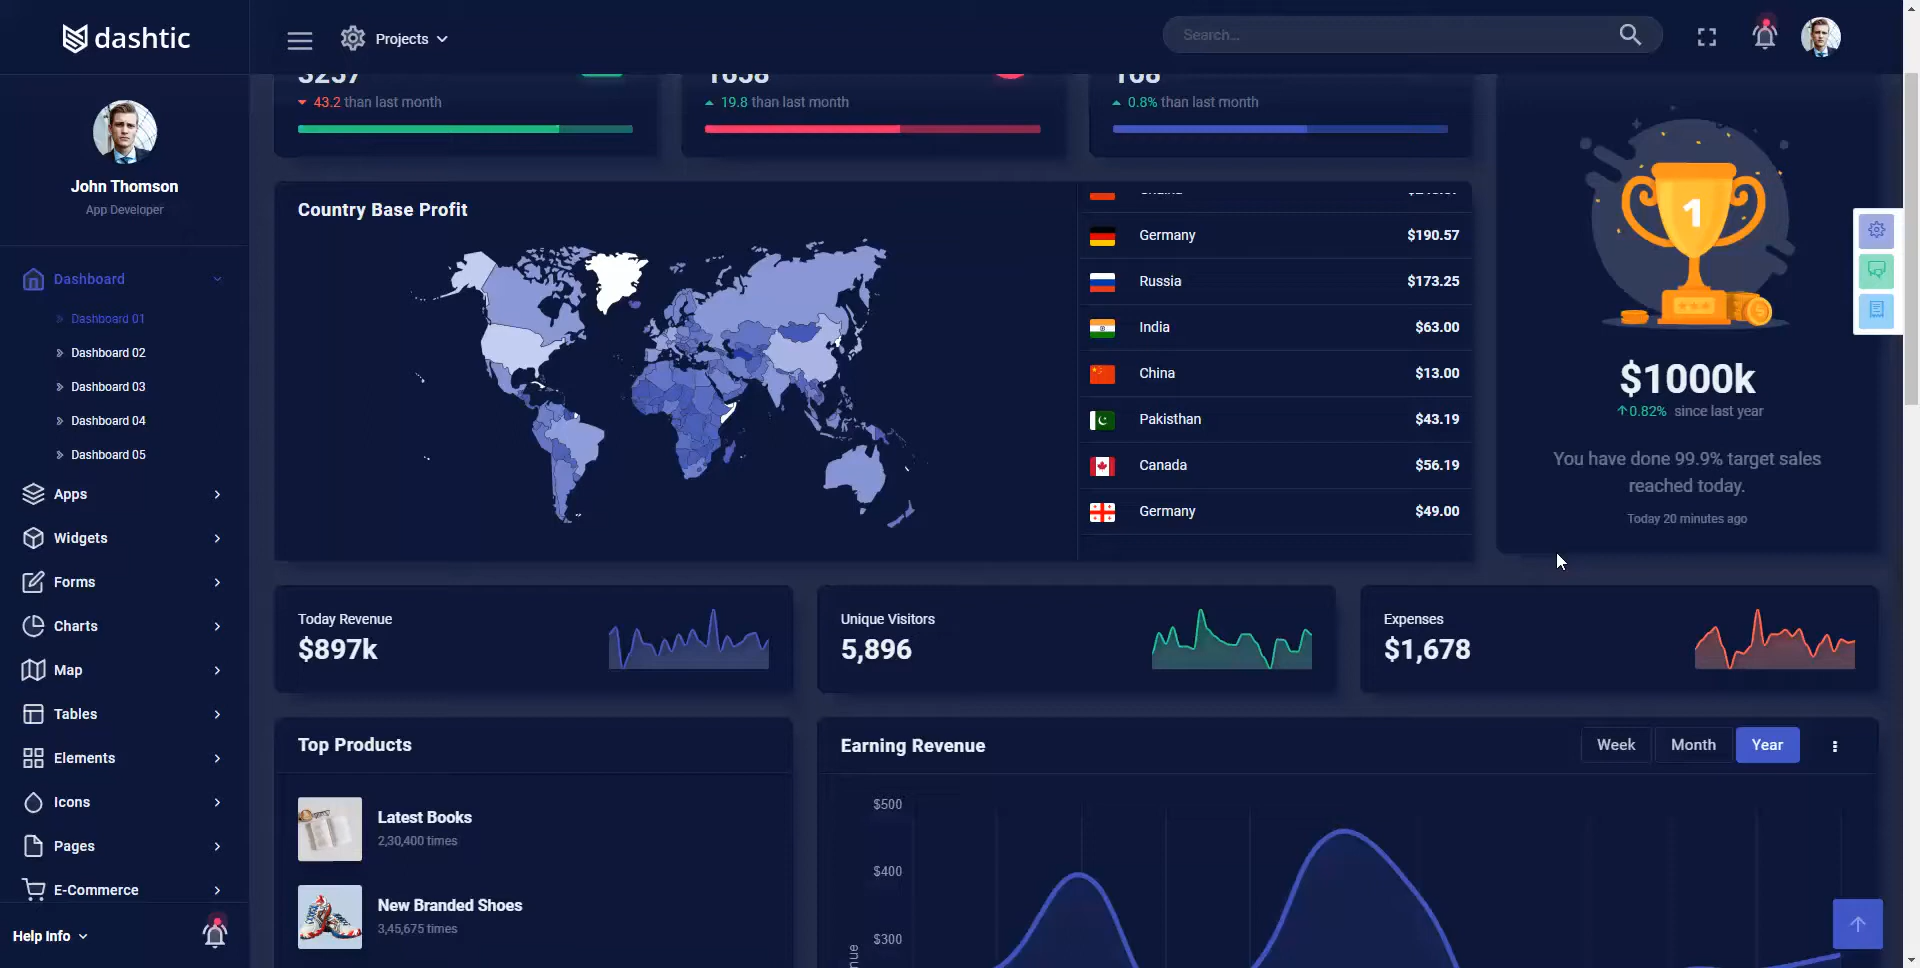 dashtic
Projects
Search...
John Thomson
App Developer
Dashboard
Dashboard 01
Dashboard 02
Dashboard 03
Dashboard 04
Dashboard 05
Apps
Widgets
Forms
Charts
Map
Tables
Elements
Icons
Pages
E-Commerce
Help Info
43.2 than last month
19.8 than last month
0.8% than last month
Country Base Profit
Germany $190.57
Russia $173.25
India $63.00
China $13.00
Pakisthan $43.19
Canada $56.19
Germany $49.00
1
$1000k
0.82% since last year
You have done 99.9% target sales
reached today.
Today 20 minutes ago
Today Revenue
$897k
Unique Visitors
5,896
Expenses
$1,678
Top Products
Latest Books
2,30,400 times
New Branded Shoes
3,45,675 times
Earning Revenue
Week Month Year
$500
$400
$300